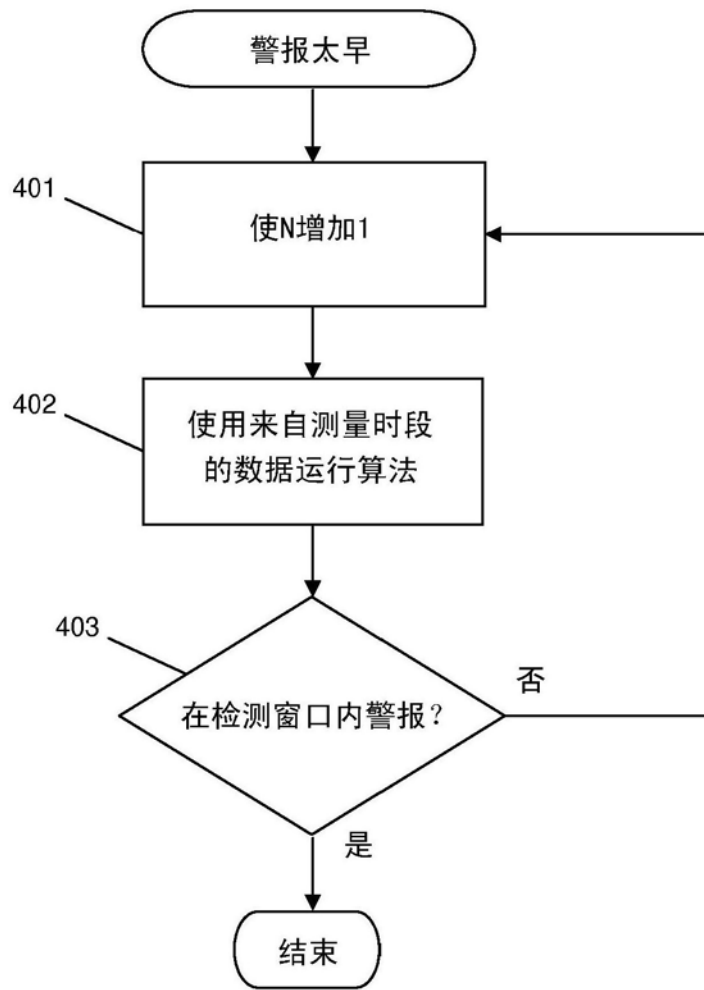 警报太早
401
使N增加1
402
使用来自测量时段
的数据运行算法
403
在检测窗口内警报?
否
是
结束